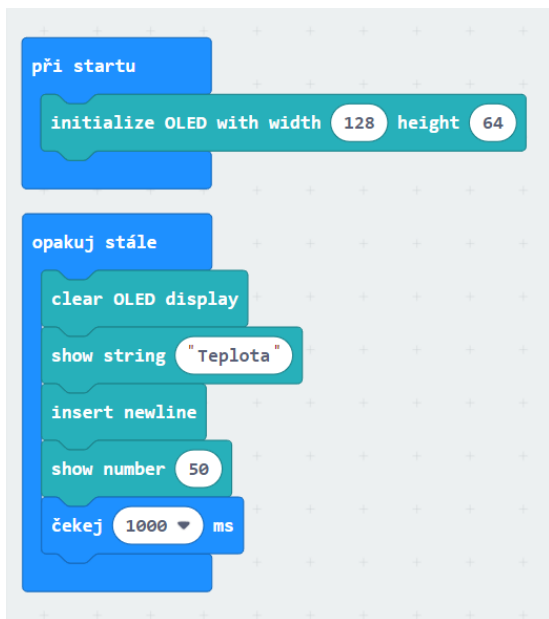 při startu
initialize OLED with width 128 height 64
opakuj stále
clear OLED display
show string "Teplota"
insert newline
show number 50
čekej 1000 ms